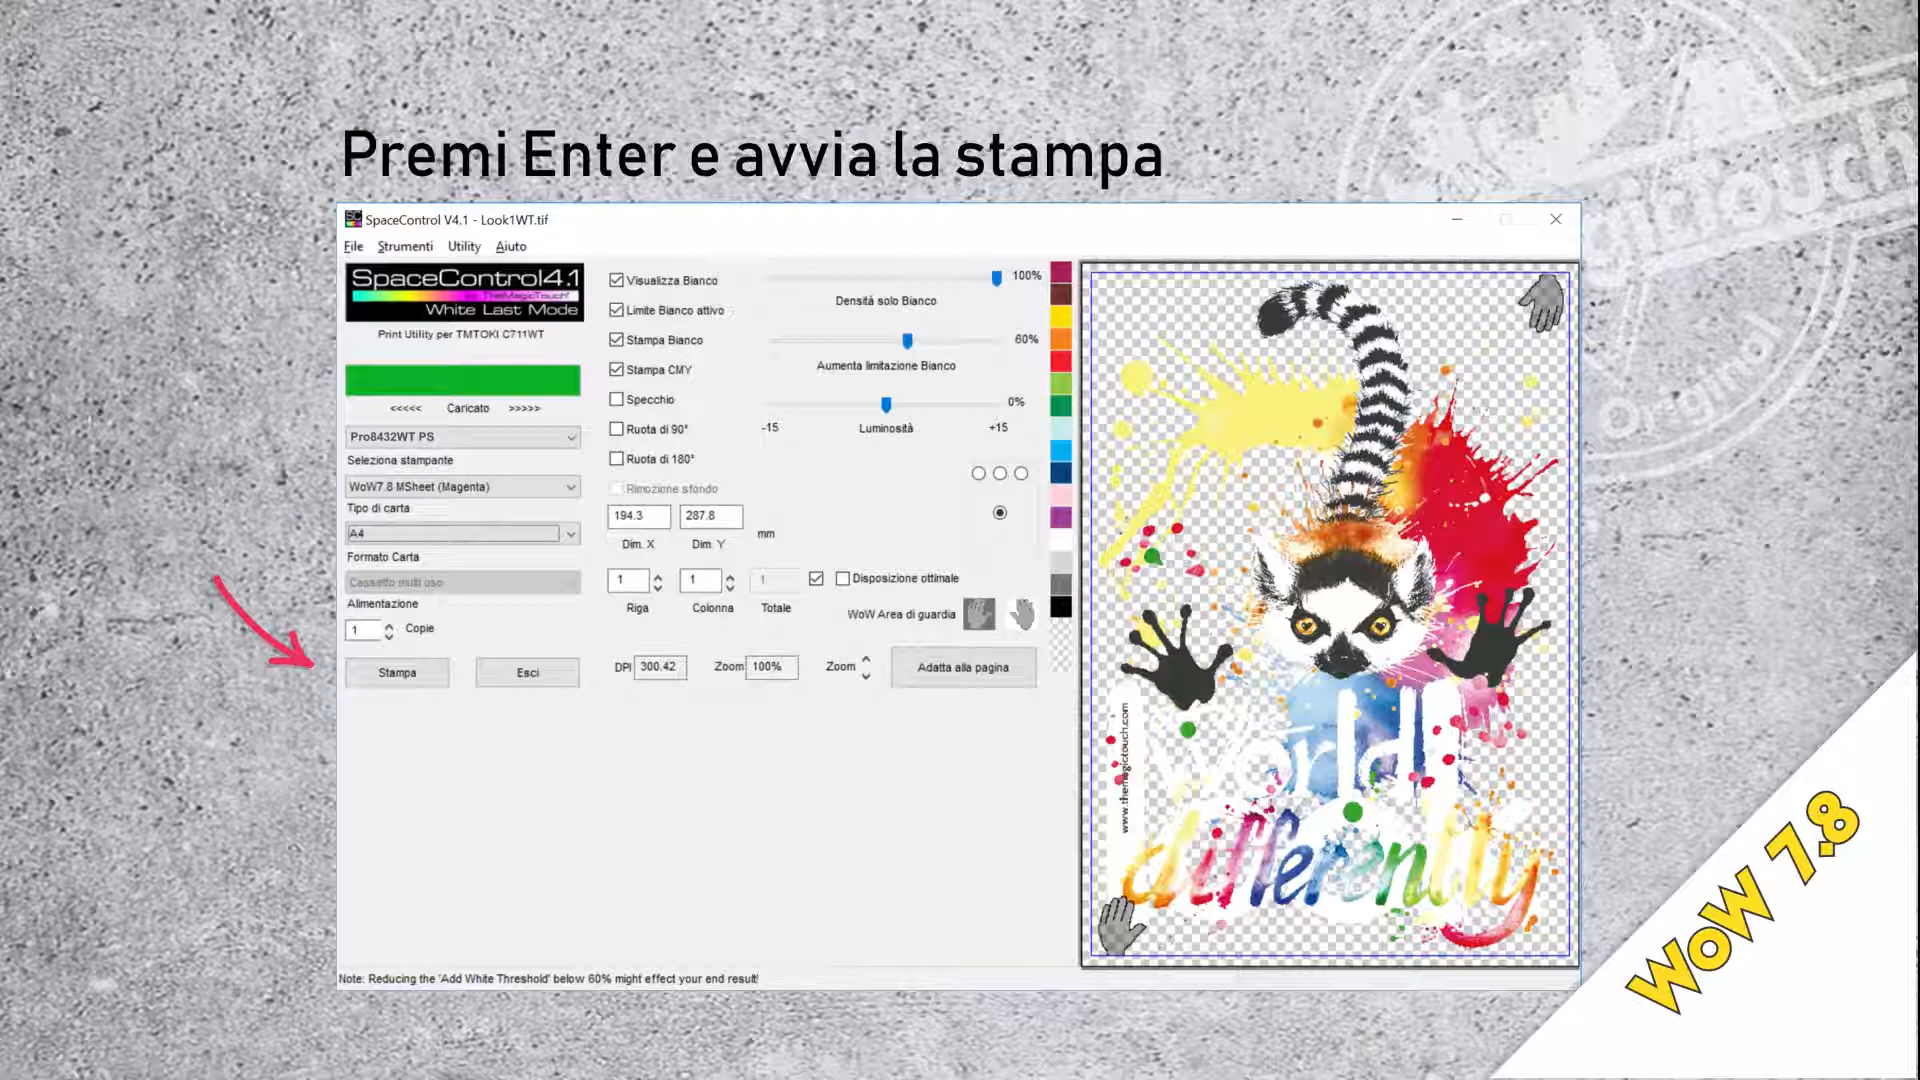 Premi Enter e avvia la stampa
SpaceControl V4.1 - Look1WT.tif
File Strumenti Utility Aiuto
SpaceControl4.1
by TheMagicTouch
White Last Mode
Print Utility per TMTOKI C711WT
<<<<< Caricato >>>>>
Pro8432WT PS
Seleziona stampante
WoW7.8 MSheet (Magenta)
Tipo di carta
A4
Formato Carta
Cassetto multi uso
Alimentazione
1 Copie
Stampa Esci
Visualizza Bianco
Limite Bianco attivo
Stampa Bianco
Stampa CMY
Specchio
Ruota di 90°
Ruota di 180°
Rimozione sfondo
194.3 287.8 mm
Dim. X Dim. Y
1 1 1 Disposizione ottimale
Riga Colonna Totale
WoW Area di guardia
DPI 300.42 Zoom 100% Zoom Adatta alla pagina
100%
Densità solo Bianco
60%
Aumenta limitazione Bianco
0%
-15 Luminosità +15
www.themagictouch.com
World
differently
Note: Reducing the 'Add White Threshold' below 60% might effect your end result!
WoW 7.8